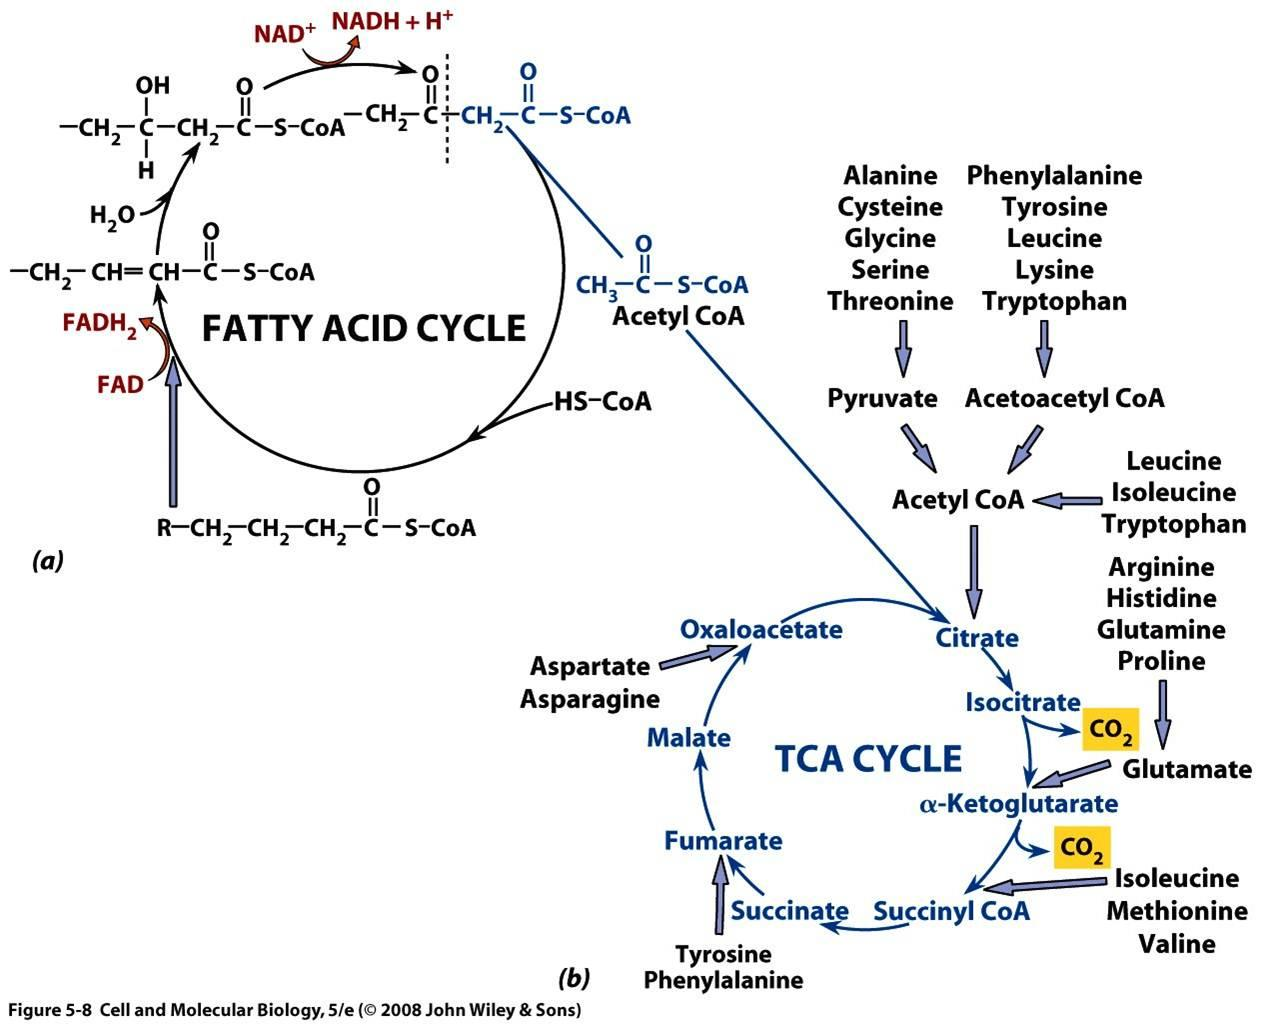 NAD+
NADH + H+
OH
O
O
O
–CH2–C–CH2–C–S–CoA
–CH2–C–CH2–C–S–CoA
H
H2O
O
–CH2–CH=CH–C–S–CoA
FADH2
FAD
FATTY ACID CYCLE
O
CH3–C–S–CoA
Acetyl CoA
HS–CoA
O
R–CH2–CH2–CH2–C–S–CoA
(a)
Alanine
Cysteine
Glycine
Serine
Threonine
Phenylalanine
Tyrosine
Leucine
Lysine
Tryptophan
Pyruvate
Acetoacetyl CoA
Acetyl CoA
Leucine
Isoleucine
Tryptophan
Arginine
Histidine
Glutamine
Proline
Oxaloacetate
Citrate
Aspartate
Asparagine
Isocitrate
CO2
Malate
TCA CYCLE
Glutamate
α-Ketoglutarate
Fumarate
CO2
Isoleucine
Methionine
Valine
Succinate
Succinyl CoA
Tyrosine
Phenylalanine
(b)
Figure 5-8 Cell and Molecular Biology, 5/e (© 2008 John Wiley & Sons)